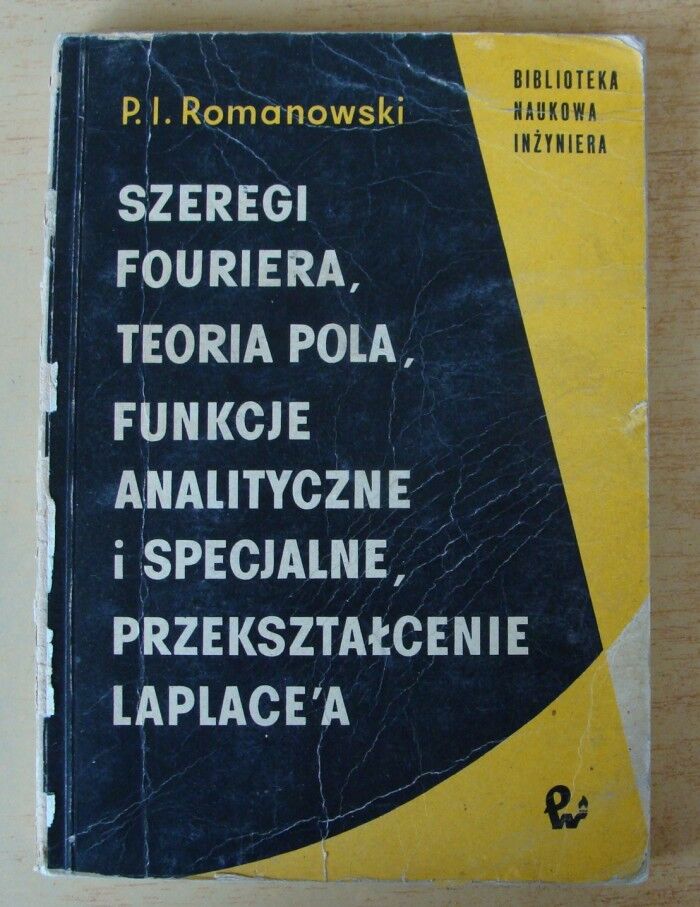 P. I. Romanowski
BIBLIOTEKA
NAUKOWA
INŻYNIERA
SZEREGI
FOURIERA,
TEORIA POLA,
FUNKCJE
ANALITYCZNE
i SPECJALNE,
PRZEKSZTAŁCENIE
LAPLACE'A